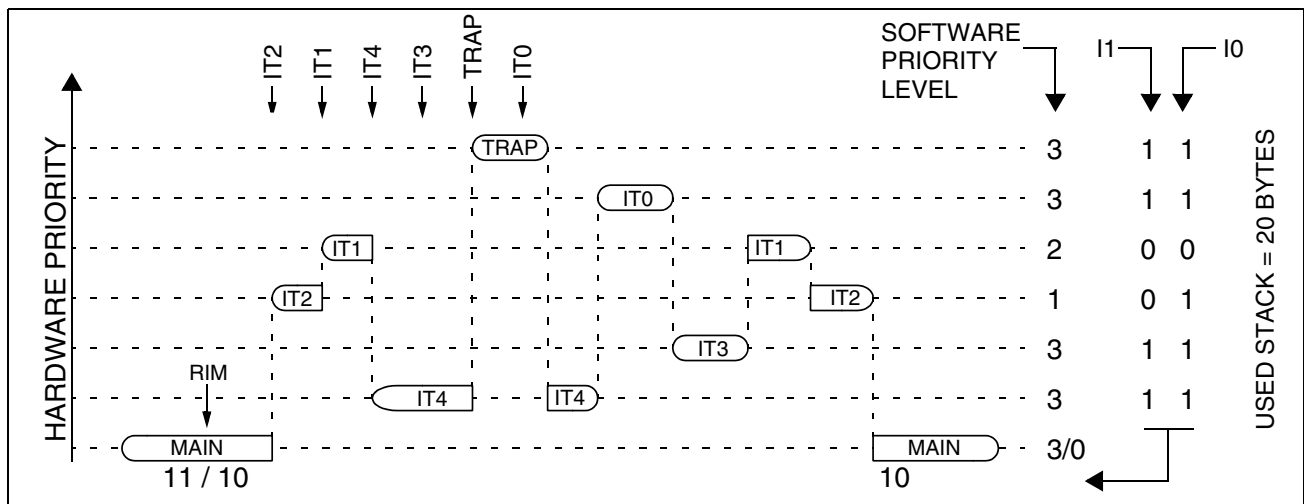 IT2
IT1
IT4
IT3
TRAP
IT0
SOFTWARE
PRIORITY
LEVEL
I1
I0
HARDWARE PRIORITY
TRAP
3
1 1
IT0
3
1 1
IT1
IT1
2
0 0
IT2
IT2
1
0 1
IT3
3
1 1
RIM
IT4
IT4
3
1 1
MAIN
MAIN
3/0
11 / 10
10
USED STACK = 20 BYTES